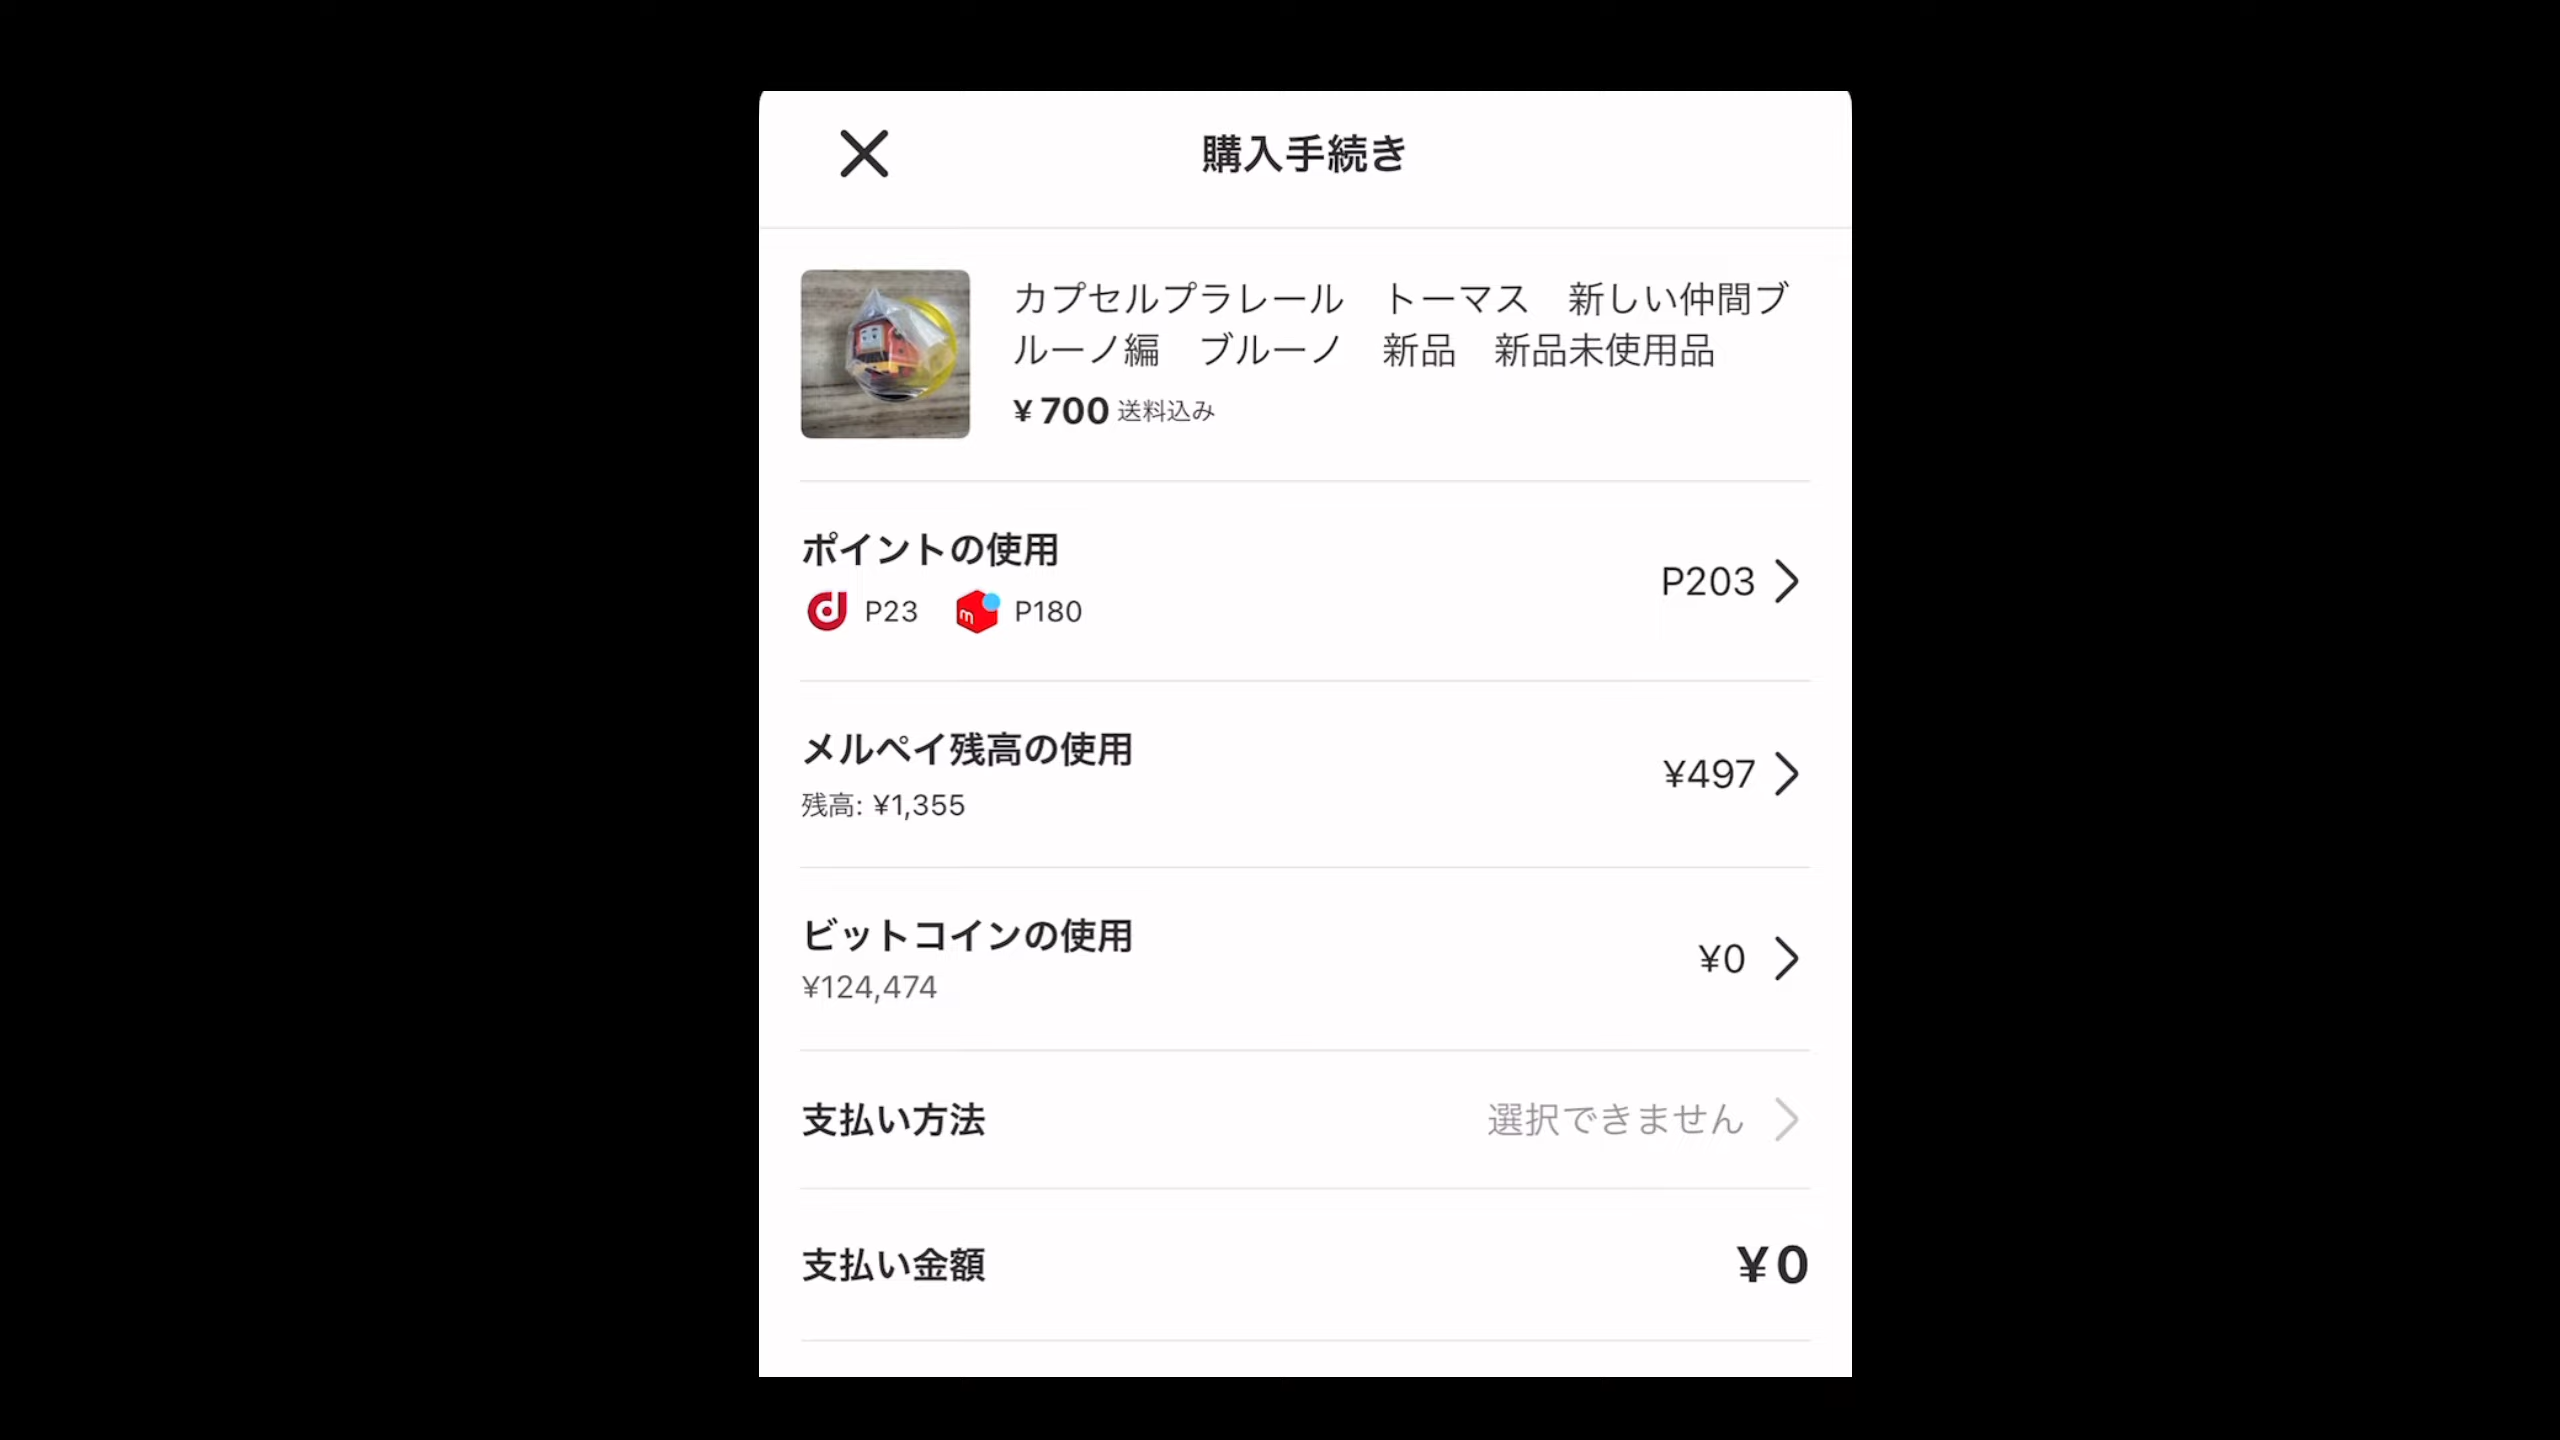 購入手続き
カプセルプラレール　トーマス　新しい仲間ブ
ルーノ編　ブルーノ　新品　新品未使用品
¥700 送料込み
ポイントの使用
P203
d P23 m P180
メルペイ残高の使用
¥497
残高: ¥1,355
ビットコインの使用
¥0
¥124,474
支払い方法
選択できません
支払い金額
¥0